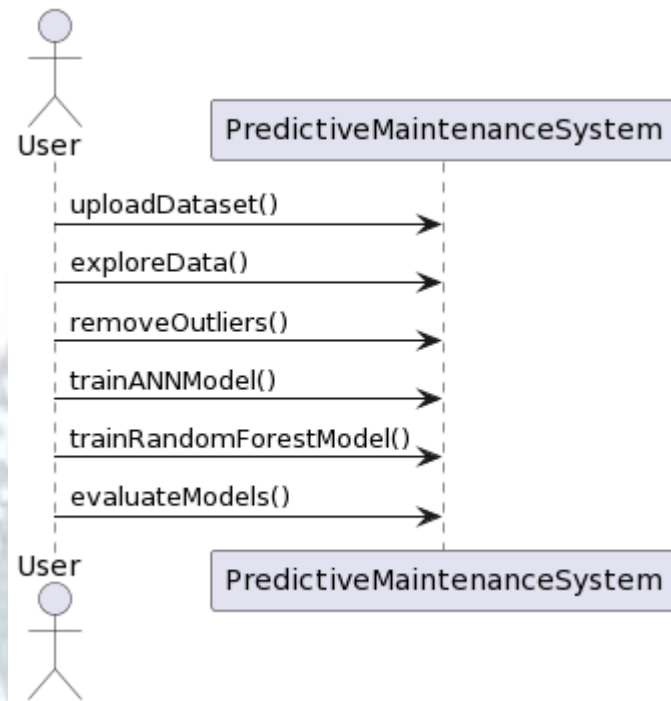 User
PredictiveMaintenanceSystem
uploadDataset()
exploreData()
removeOutliers()
trainANNModel()
trainRandomForestModel()
evaluateModels()
User
PredictiveMaintenanceSystem